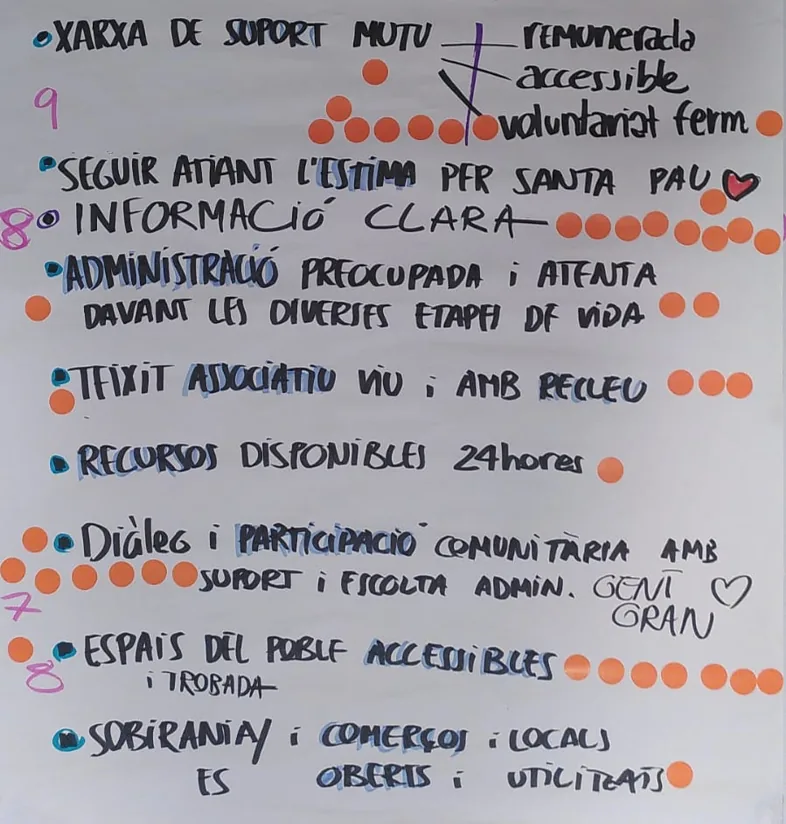 XARXA DE SUPORT MUTU remunerada
accessible
9 voluntariat ferm
SEGUIR ATIANT L'ESTIMA PER SANTA PAU
8 INFORMACIÓ CLARA
ADMINISTRACIÓ PREOCUPADA i ATENTA
DAVANT LES DIVERSES ETAPES DE VIDA
TEIXIT ASSOCIATIU VIU i AMB RELLEU
RECURSOS DISPONIBLES 24hores
Diàleg i PARTICIPACIÓ COMUNITÀRIA AMB
SUPORT i ESCOLTA ADMIN. GENT
7 GRAN
ESPAIS DEL POBLE ACCESSIBLES
8 i TROBADA
SOBIRANIA/ i COMERÇOS i LOCALS
ES OBERTS i UTILITZATS